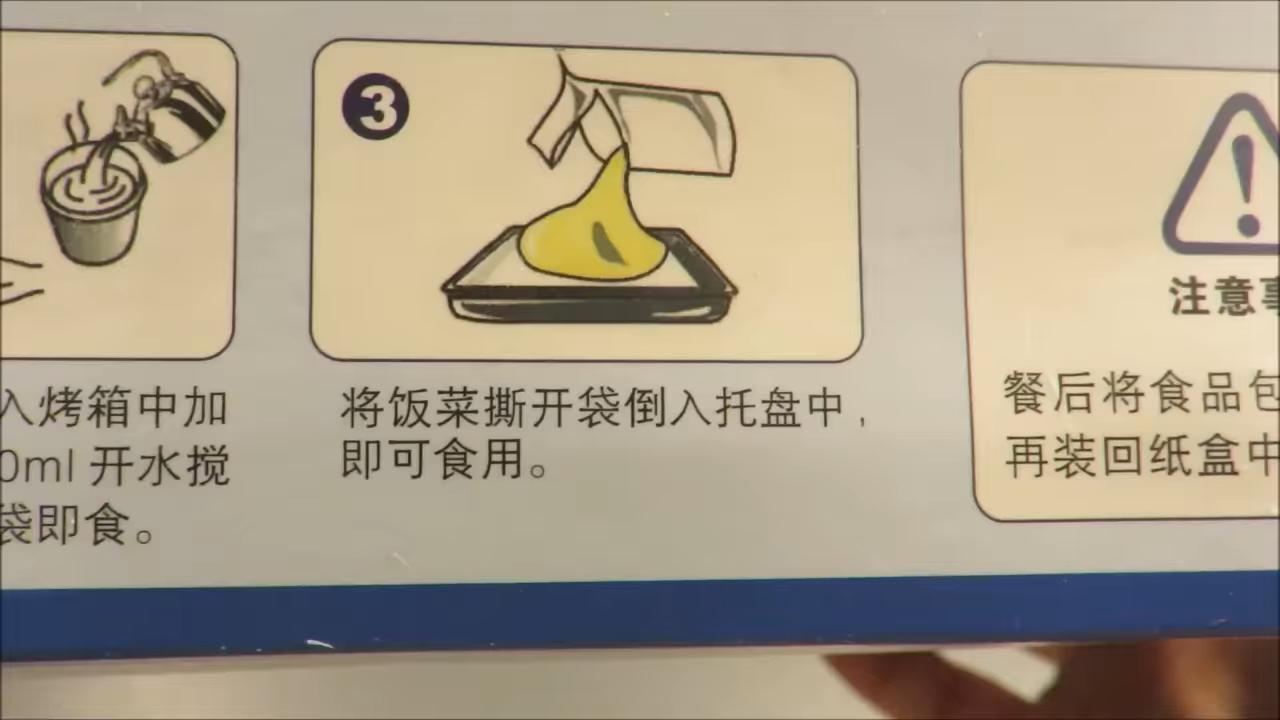 入烤箱中加
0ml 开水搅
袋即食。
3
将饭菜撕开袋倒入托盘中，
即可食用。
注意事
餐后将食品包
再装回纸盒中